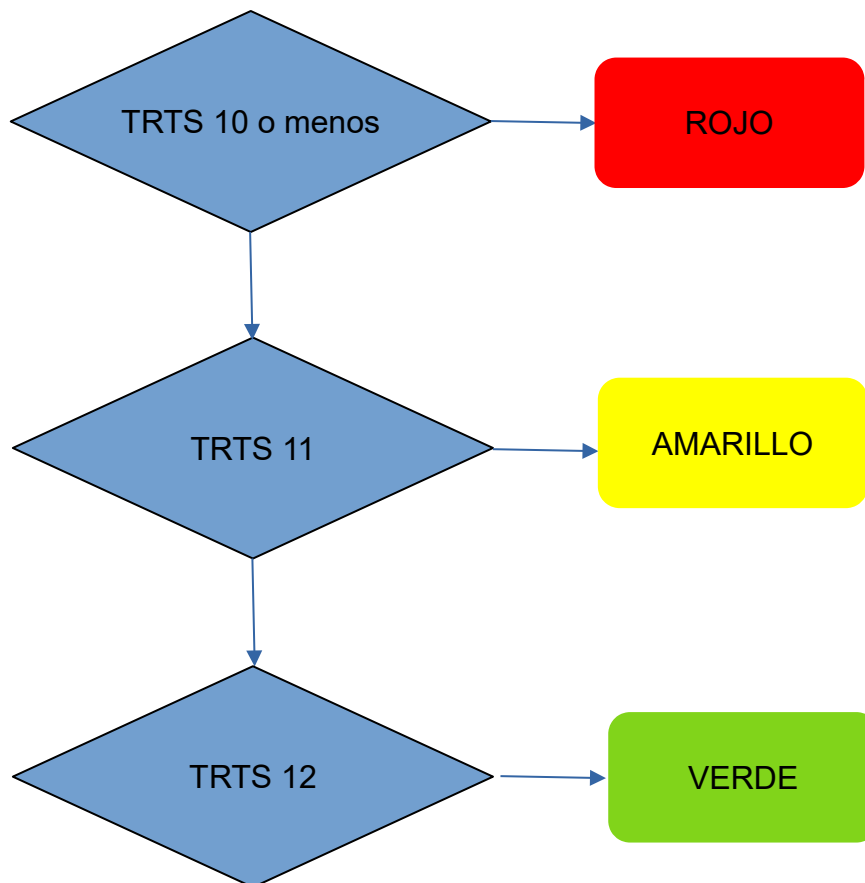 TRTS 10 o menos
ROJO
TRTS 11
AMARILLO
TRTS 12
VERDE